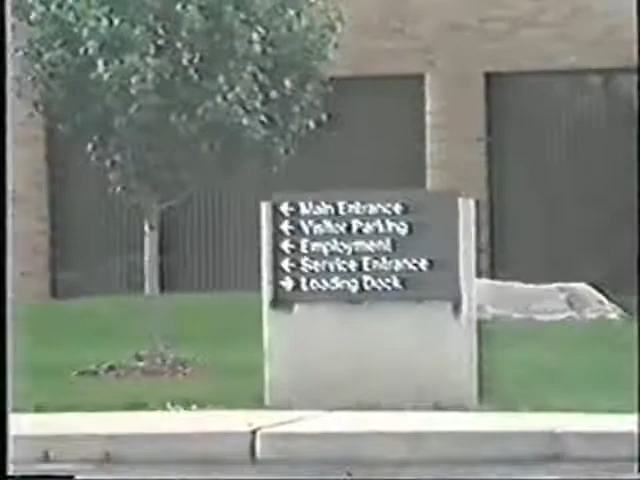 ← Main Entrance
← Visitor Parking
← Employment
← Service Entrance
→ Loading Dock